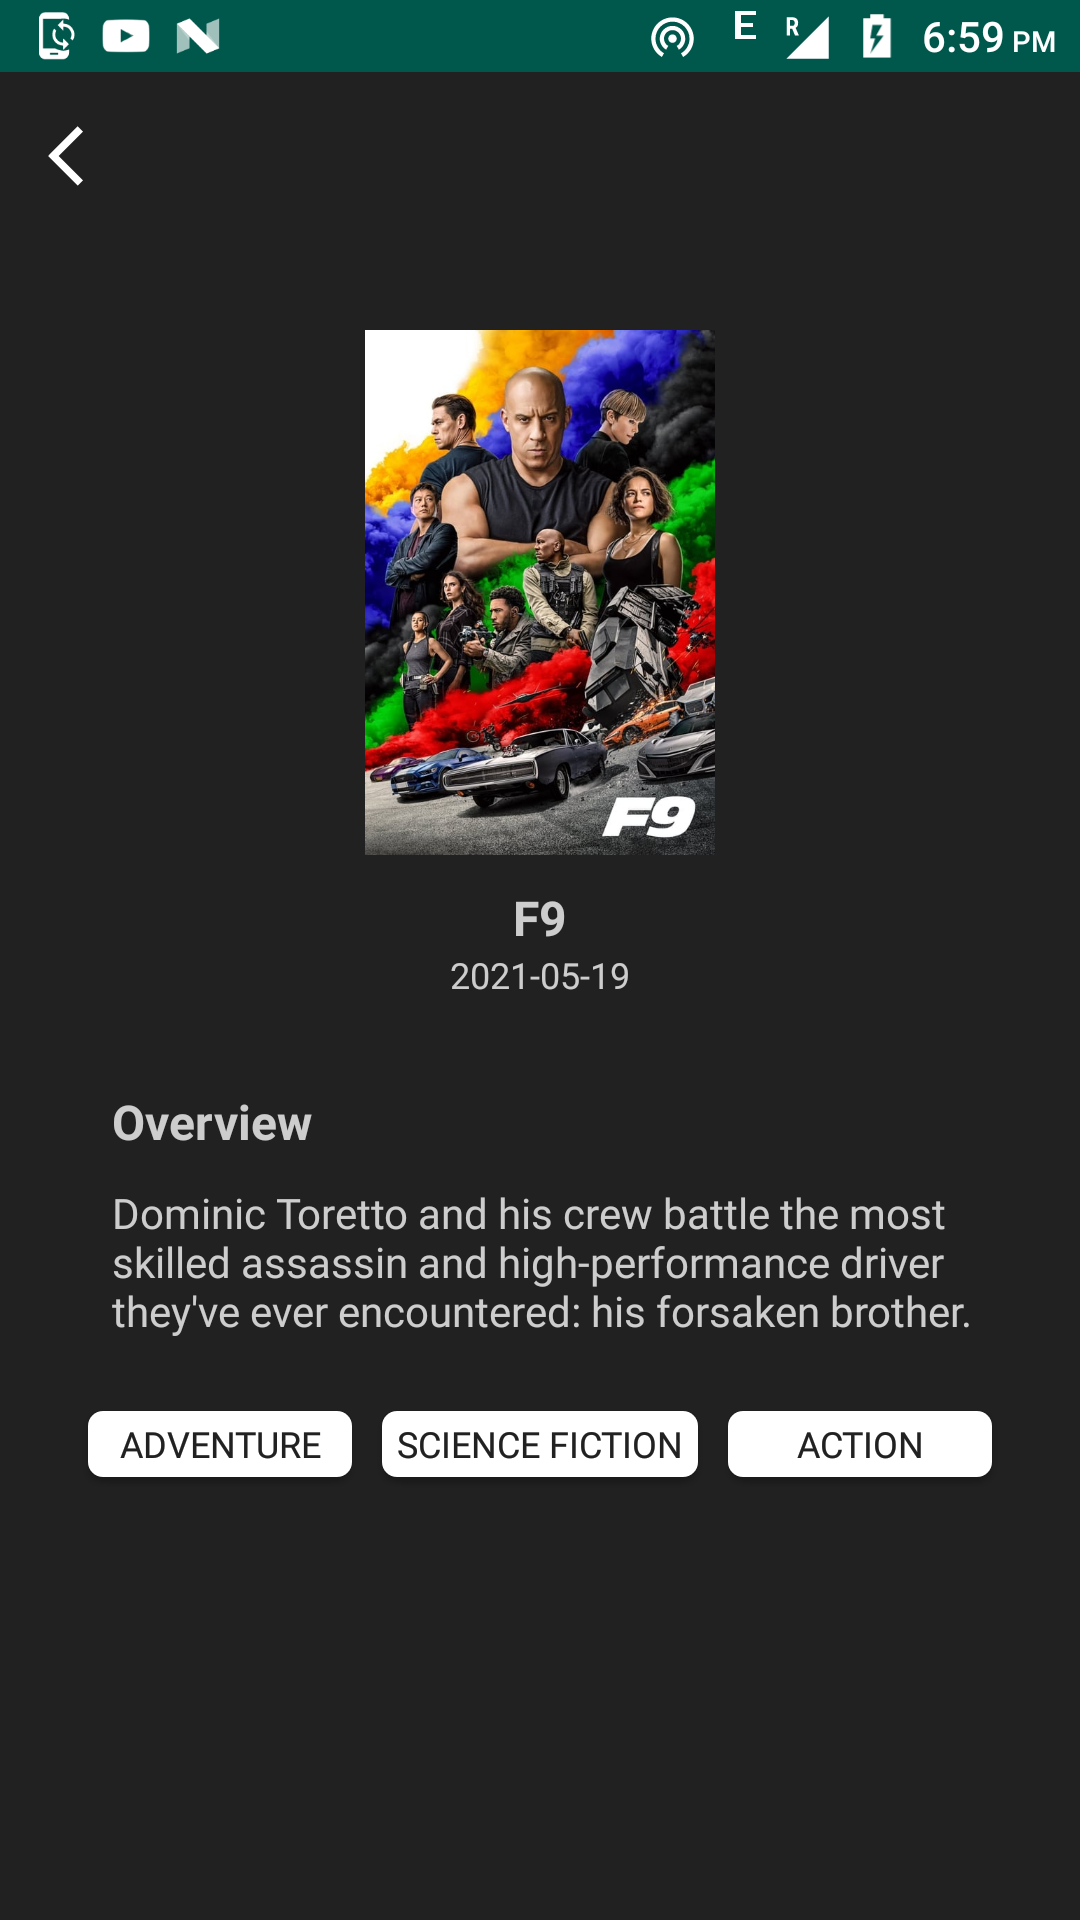 E R 6:59 PM
F9
F9
2021-05-19
Overview
Dominic Toretto and his crew battle the most
skilled assassin and high-performance driver
they've ever encountered: his forsaken brother.
ADVENTURE SCIENCE FICTION ACTION